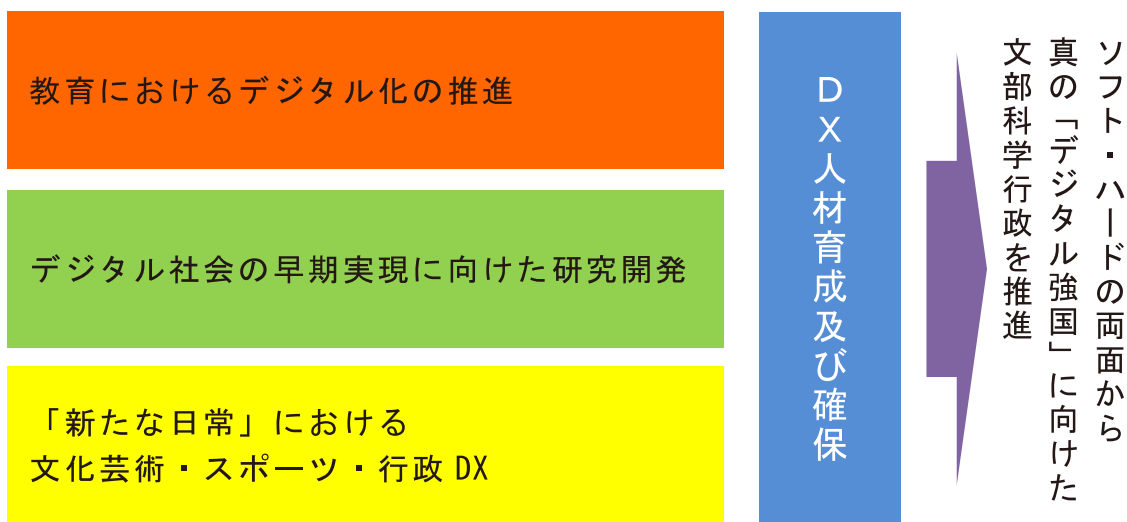 教育におけるデジタル化の推進
デジタル社会の早期実現に向けた研究開発
「新たな日常」における
文化芸術・スポーツ・行政DX
DX人材育成及び確保
ソフト・ハードの両面から
真の「デジタル強国」に向けた
文部科学行政を推進